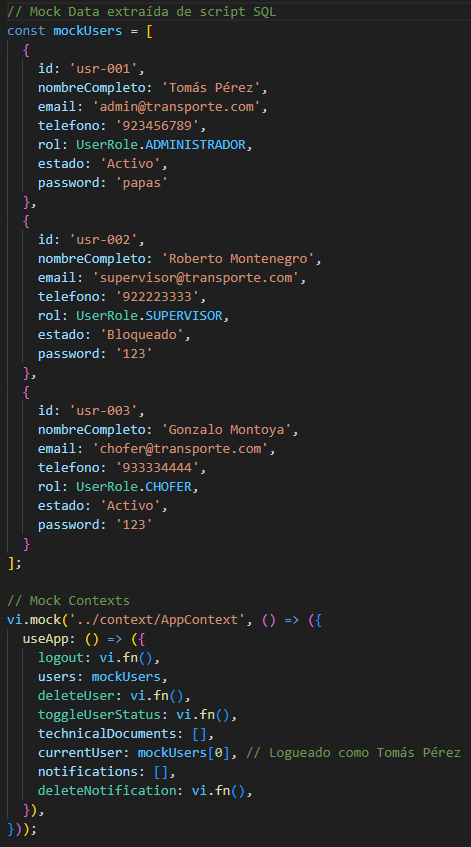 // Mock Data extraída de script SQL
const mockUsers = [
  {
    id: 'usr-001',
    nombreCompleto: 'Tomás Pérez',
    email: 'admin@transporte.com',
    telefono: '923456789',
    rol: UserRole.ADMINISTRADOR,
    estado: 'Activo',
    password: 'papas'
  },
  {
    id: 'usr-002',
    nombreCompleto: 'Roberto Montenegro',
    email: 'supervisor@transporte.com',
    telefono: '922223333',
    rol: UserRole.SUPERVISOR,
    estado: 'Bloqueado',
    password: '123'
  },
  {
    id: 'usr-003',
    nombreCompleto: 'Gonzalo Montoya',
    email: 'chofer@transporte.com',
    telefono: '933334444',
    rol: UserRole.CHOFER,
    estado: 'Activo',
    password: '123'
  }
];

// Mock Contexts
vi.mock('../context/AppContext', () => ({
  useApp: () => ({
    logout: vi.fn(),
    users: mockUsers,
    deleteUser: vi.fn(),
    toggleUserStatus: vi.fn(),
    technicalDocuments: [],
    currentUser: mockUsers[0], // Logueado como Tomás Pérez
    notifications: [],
    deleteNotification: vi.fn(),
  }),
}));